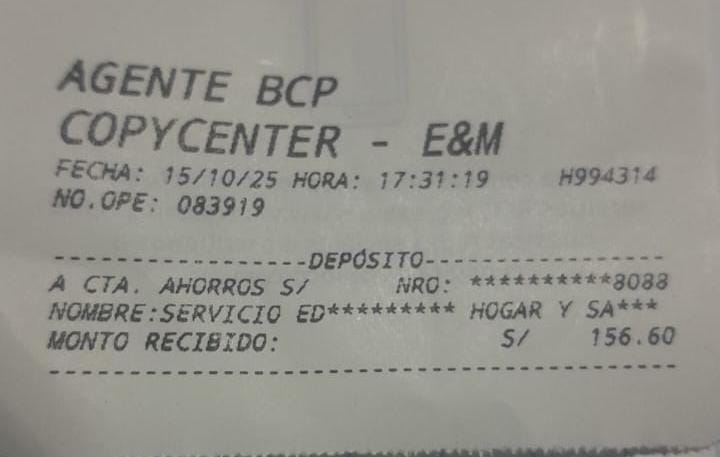 AGENTE BCP
COPYCENTER - E&M
FECHA: 15/10/25 HORA: 17:31:19 H994314
NO.OPE: 083919
-----------------DEPÓSITO-----------------
A CTA. AHORROS S/ NRO: **********8088
NOMBRE:SERVICIO ED********* HOGAR Y SA***
MONTO RECIBIDO: S/ 156.60
------------------------------------------